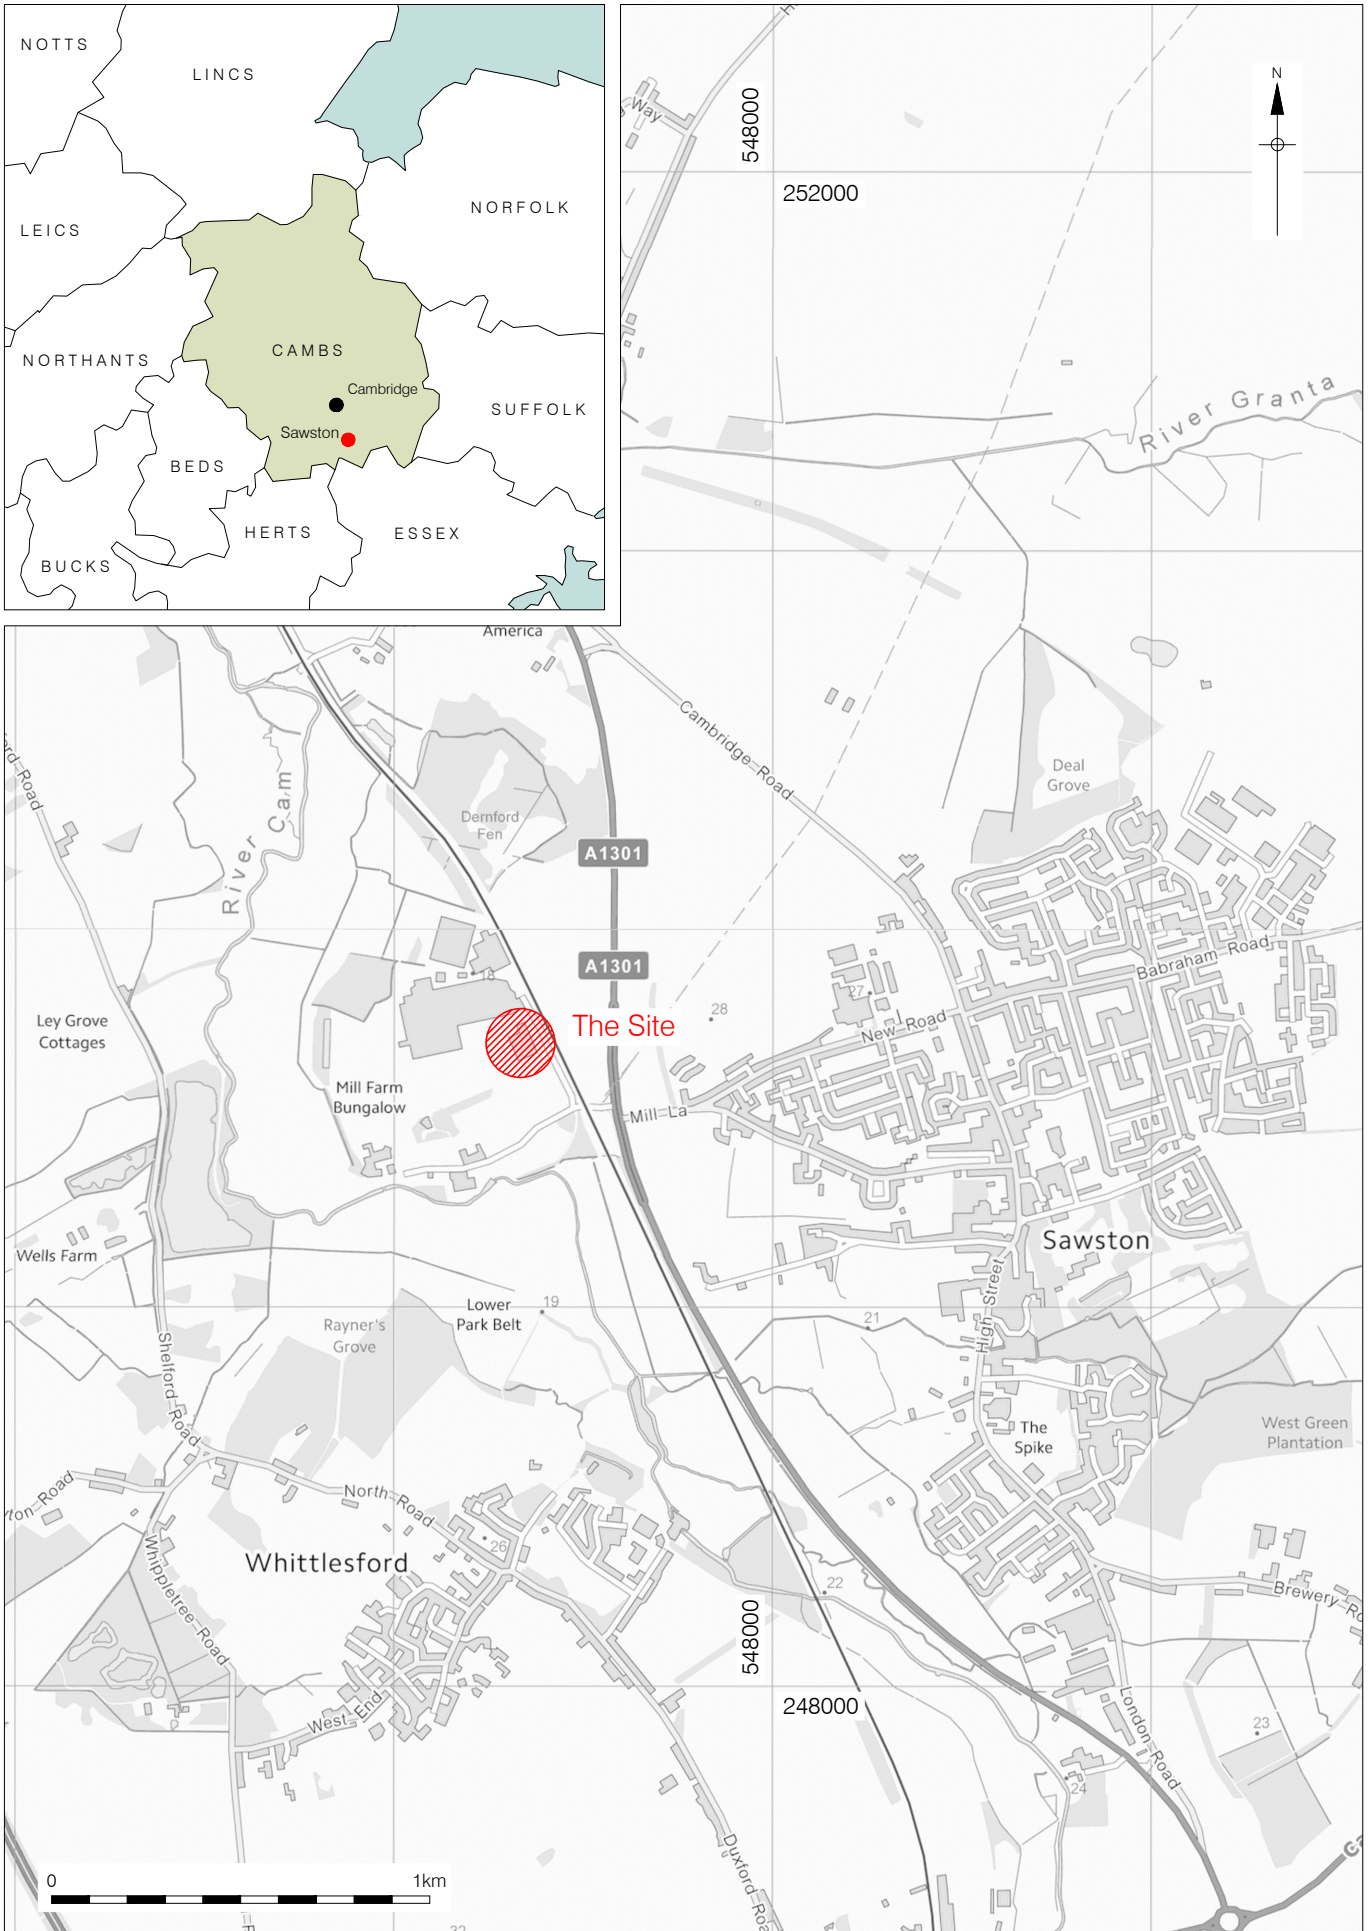 NOTTS
LINCS
NORFOLK
LEICS
NORTHANTS
CAMBS
Cambridge
SUFFOLK
Sawston
BEDS
HERTS
ESSEX
BUCKS
Way
548000
252000
N
River Granta
America
Cambridge Road
Deal
Grove
River Cam
Dernford
Fen
A1301
A1301
Babraham Road
18
27
28
New Road
The Site
Ley Grove
Cottages
Mill Farm
Bungalow
Mill La
Sawston
Wells Farm
High Street
Lower
Park Belt
19
21
Rayner's
Grove
Shelford Road
The
Spike
West Green
Plantation
North Road
26
Whittlesford
Whippletree Road
22
548000
Brewery Ro
West End
248000
London Road
23
24
Duxford Roa
0
1km